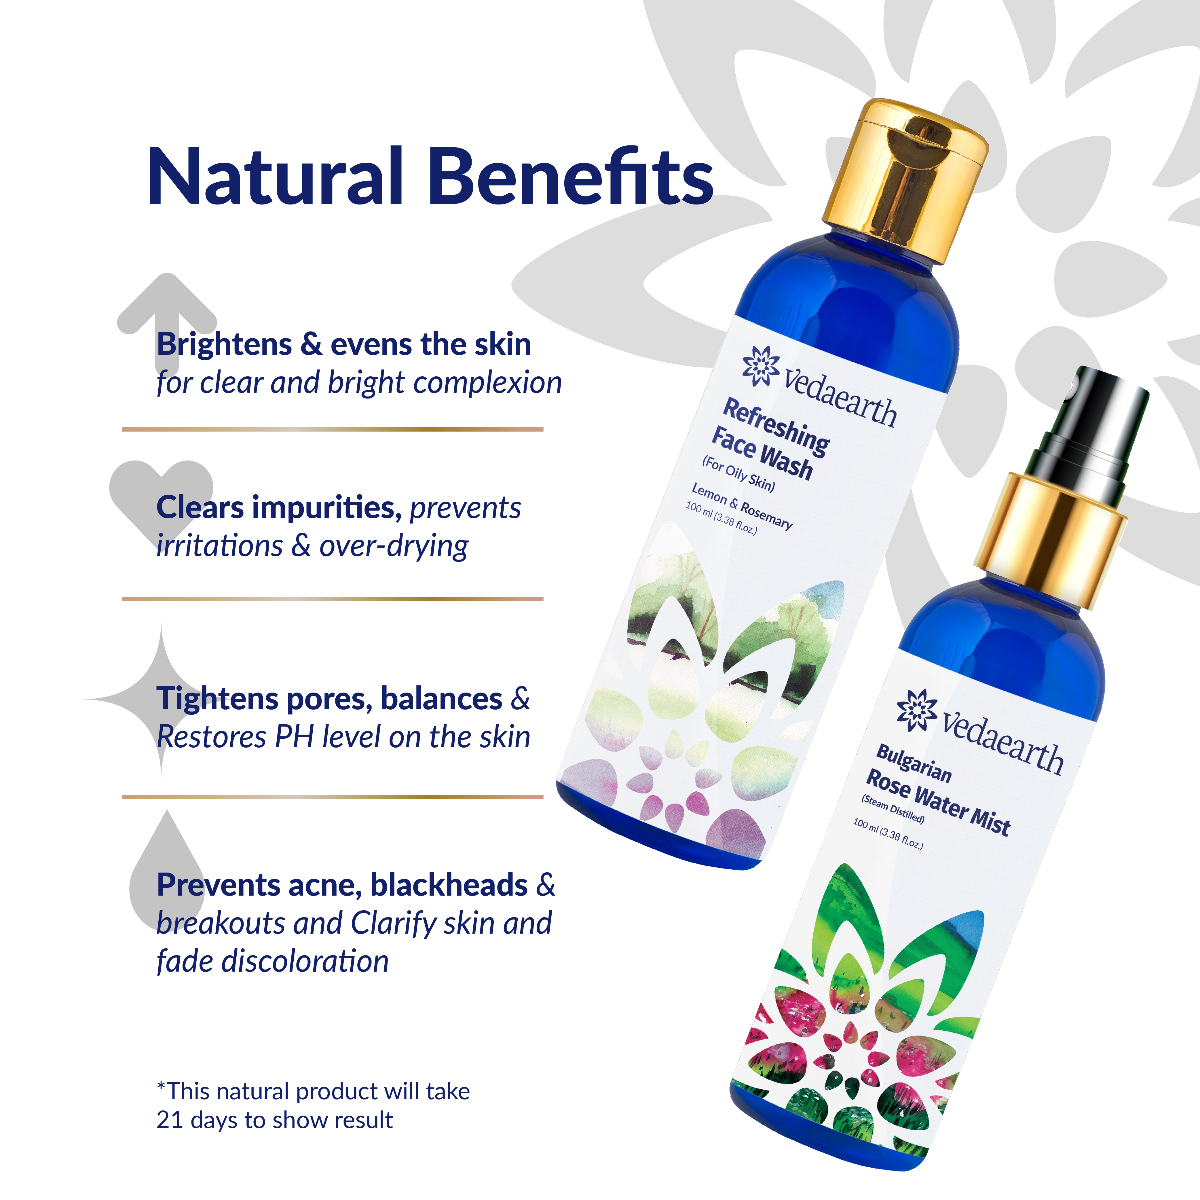 Natural Benefits
Brightens & evens the skin
for clear and bright complexion
Clears impurities, prevents
irritations & over-drying
Tightens pores, balances &
Restores PH level on the skin
Prevents acne, blackheads &
breakouts and Clarify skin and
fade discoloration
*This natural product will take
21 days to show result
vedaearth
Refreshing
Face Wash
(For Oily Skin)
Lemon & Rosemary
100 ml (3.38 fl.oz.)
vedaearth
Bulgarian
Rose Water Mist
(Steam Distilled)
100 ml (3.38 fl.oz.)